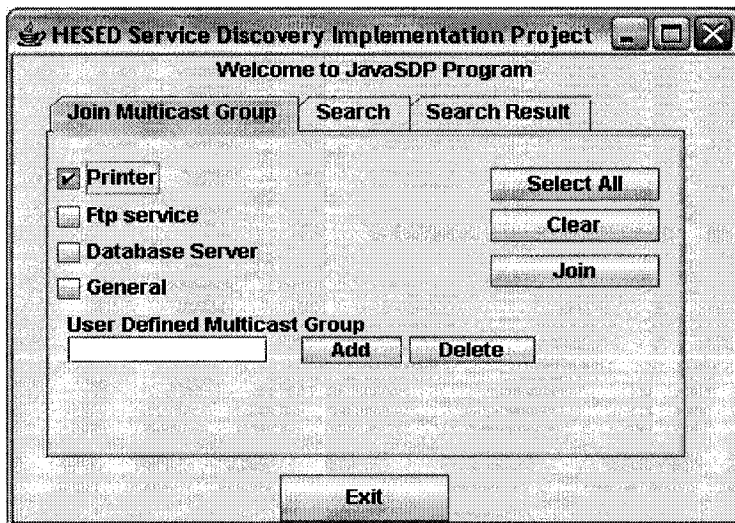 HESED Service Discovery Implementation Project
Welcome to JavaSDP Program
Join Multicast Group
Search
Search Result
Printer
Select All
Ftp service
Clear
Database Server
Join
General
User Defined Multicast Group
Add
Delete
Exit